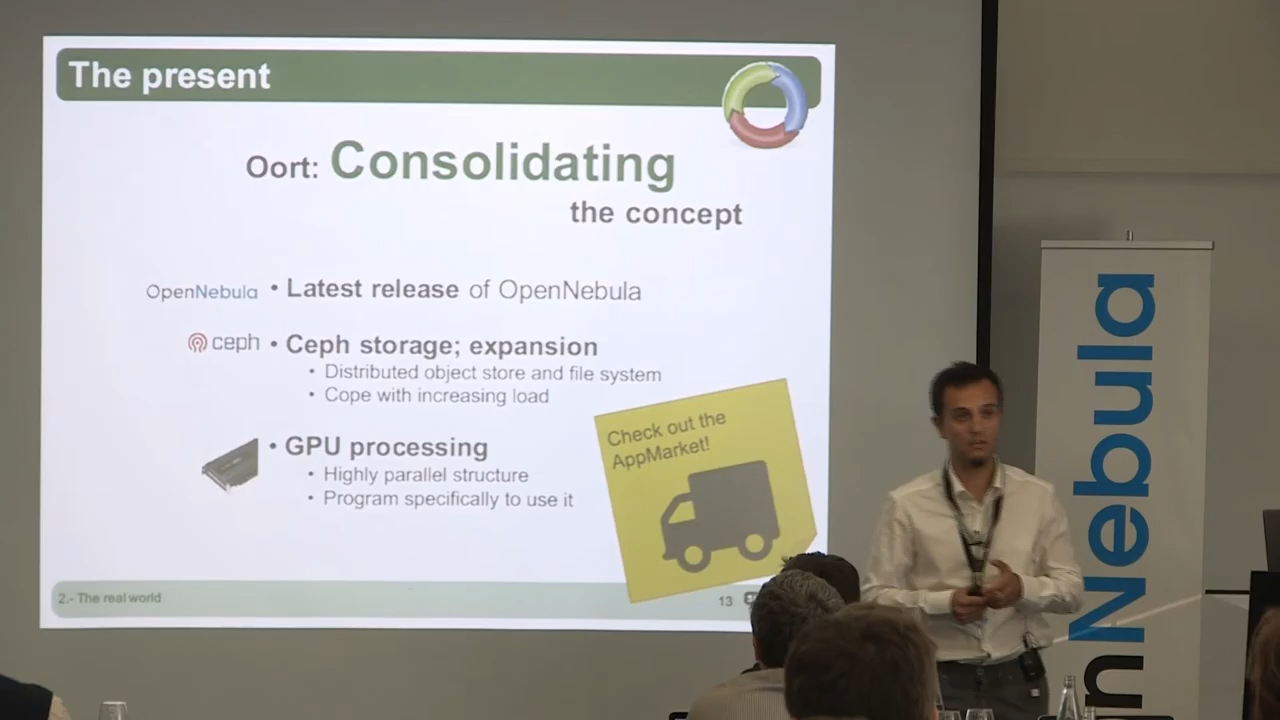 The present
Oort: Consolidating
the concept
OpenNebula • Latest release of OpenNebula
ceph • Ceph storage; expansion
• Distributed object store and file system
• Cope with increasing load
• GPU processing
• Highly parallel structure
• Program specifically to use it
Check out the
AppMarket!
2.- The real world
13
nNebula